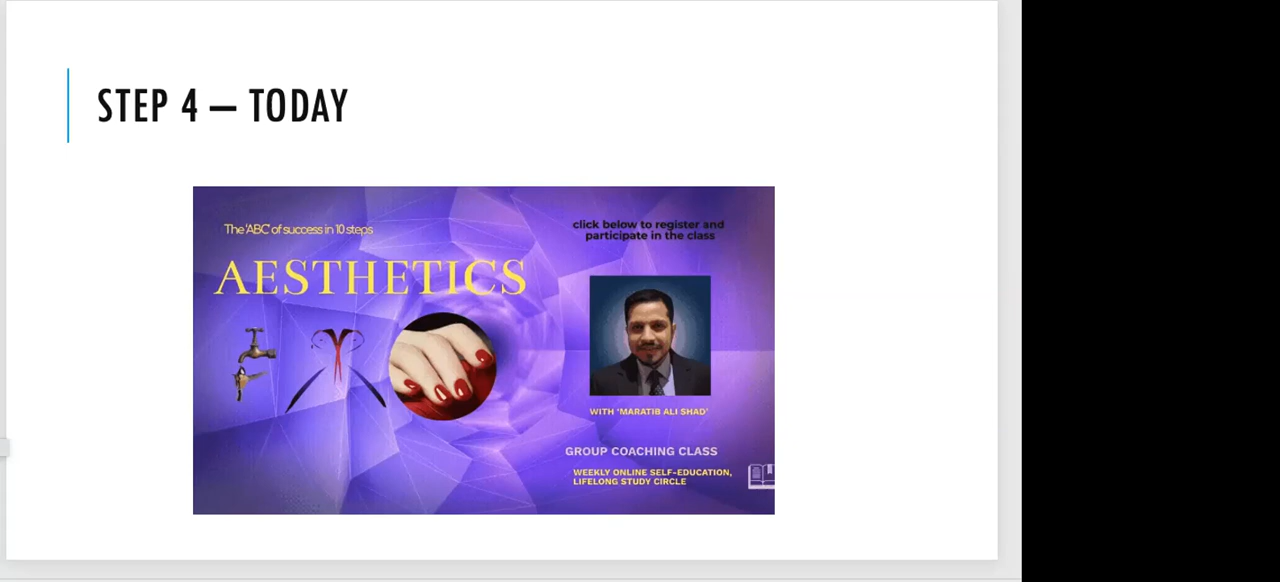 STEP 4 – TODAY
The 'ABC' of success in 10 steps
AESTHETICS
click below to register and
participate in the class
WITH 'MARATIB ALI SHAD'
GROUP COACHING CLASS
WEEKLY ONLINE SELF-EDUCATION,
LIFELONG STUDY CIRCLE